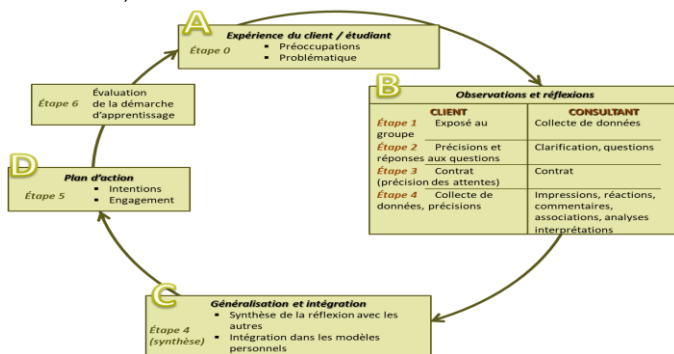 A
Expérience du client / étudiant
Étape 0
▪ Préoccupations
▪ Problématique
B
Observations et réflexions
CLIENT
CONSULTANT
Étape 1 Exposé au groupe
Collecte de données
Étape 2 Précisions et
réponses aux questions
Clarification, questions
Étape 3 Contrat
(précision des attentes)
Contrat
Étape 4 Collecte de
données, précisions
Impressions, réactions,
commentaires,
associations, analyses
interprétations
C
Généralisation et intégration
Étape 4
(synthèse)
▪ Synthèse de la réflexion avec les
autres
▪ Intégration dans les modèles
personnels
D
Plan d'action
Étape 5
▪ Intentions
▪ Engagement
Étape 6
Évaluation
de la démarche
d'apprentissage